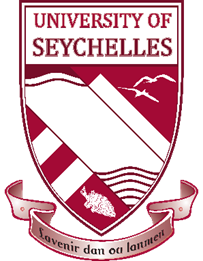 UNIVERSITY OF
SEYCHELLES
Lavenir dan ou lanmen